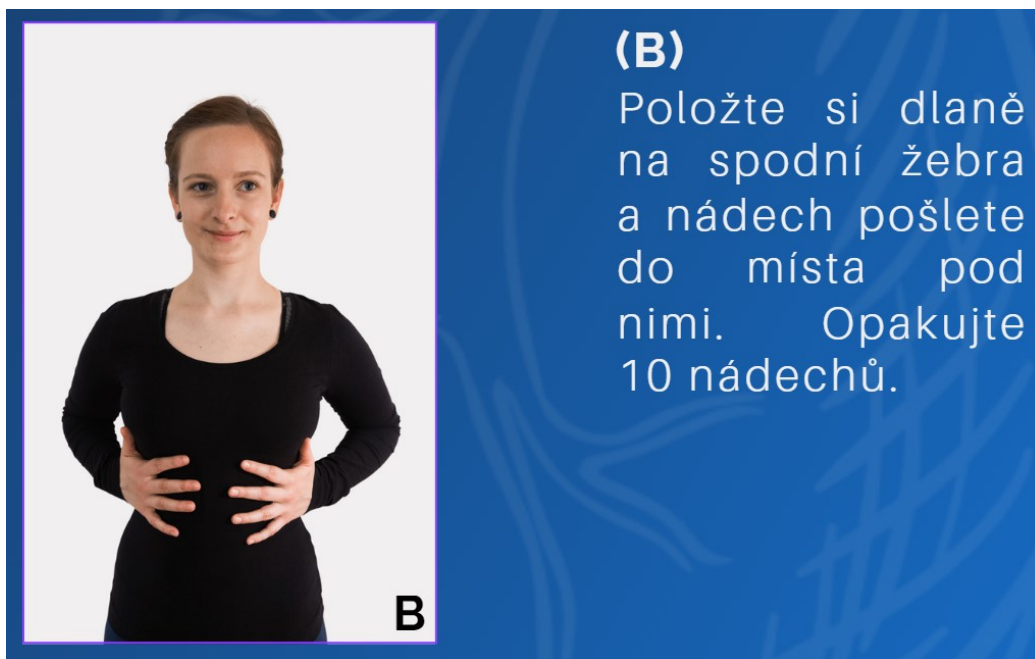 (B)
Položte si dlaně
na spodní žebra
a nádech pošlete
do místa pod
nimi. Opakujte
10 nádechů.
B